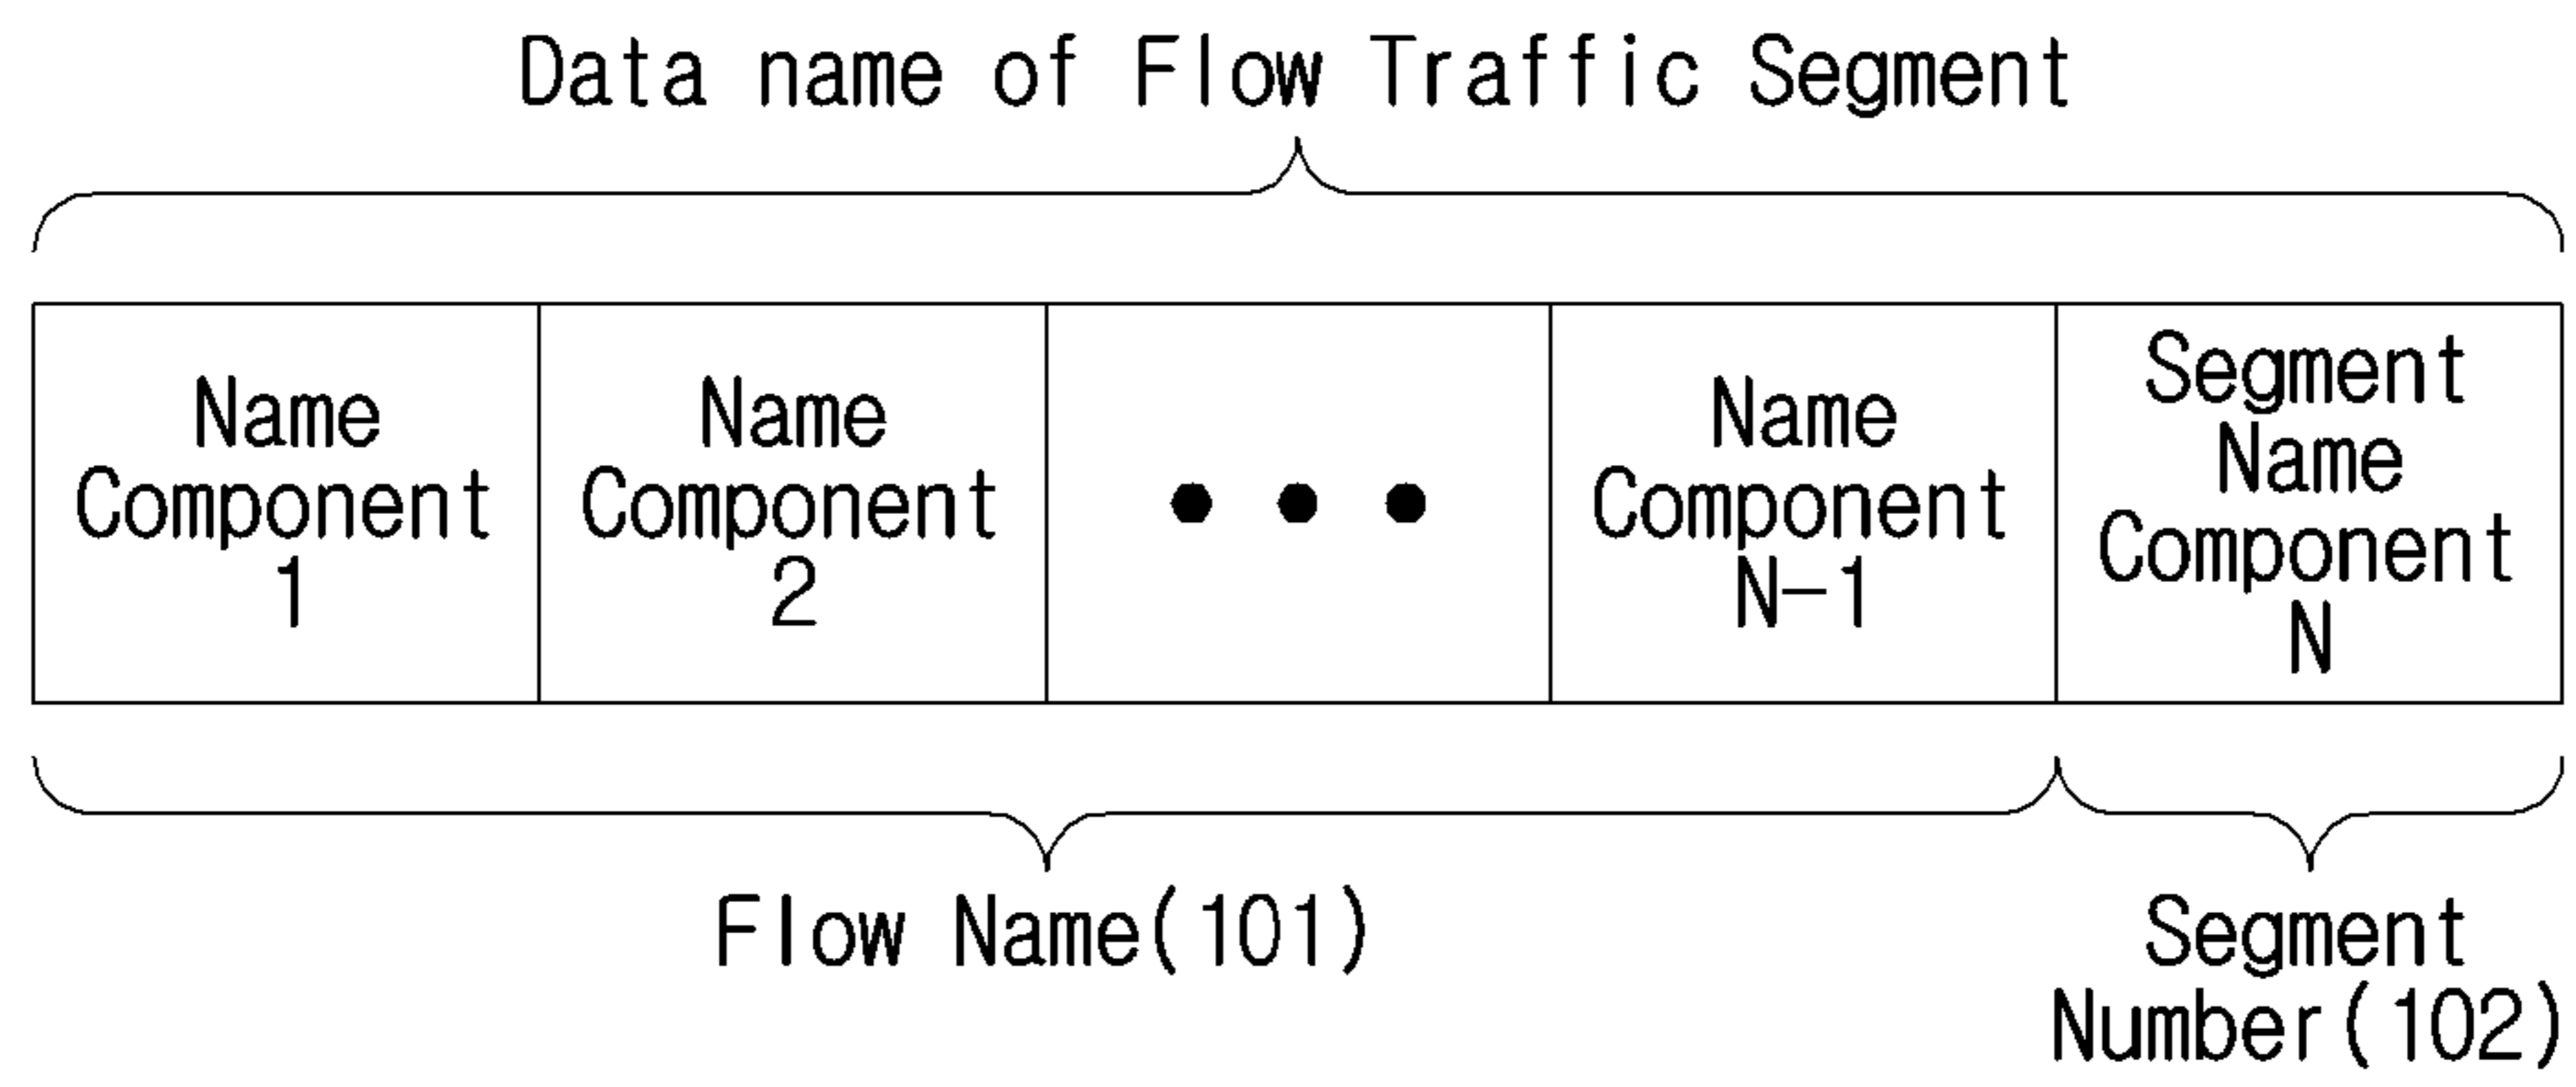 Data name of Flow Traffic Segment
Name
Component
1
Name
Component
2
• • •
Name
Component
N-1
Segment
Name
Component
N
Flow Name(101)
Segment
Number(102)